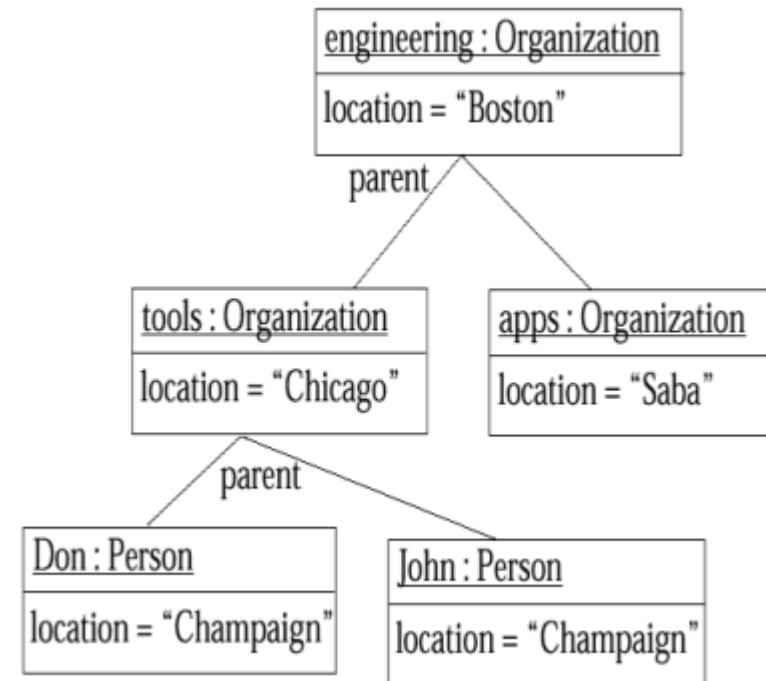 engineering : Organization
location = “Boston”
parent
tools : Organization
location = “Chicago”
apps : Organization
location = “Saba”
parent
Don : Person
location = “Champaign”
John : Person
location = “Champaign”